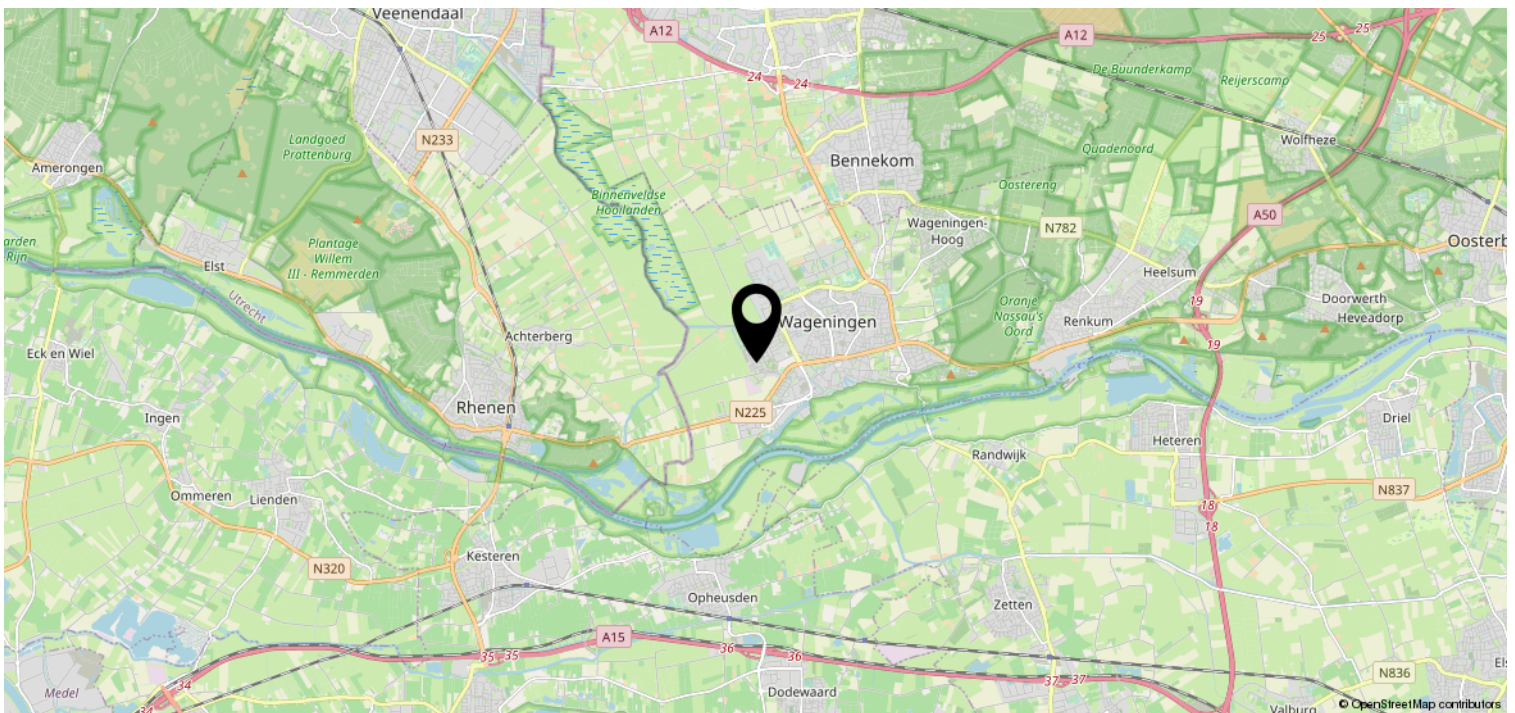 Veenendaal
A12
A12
25
25
24
24
De Buunderkamp
Reijerscamp
Landgoed
Prattenburg
N233
Wolfheze
Quadenoord
Amerongen
Bennekom
Oostereng
Binnenveldse
Hooilanden
Wageningen-
Hoog
N782
A50
arden
-Rijn
Plantage
Willem
III - Remmerden
Elst
Oosterb
Heelsum
Utrecht
Oranje
Nassau's
Oord
19
Doorwerth
Heveadorp
Wageningen
Renkum
Achterberg
19
Eck en Wiel
Rhenen
N225
Ingen
Driel
Heteren
Randwijk
Ommeren
Lienden
N837
18
18
Kesteren
N320
Opheusden
Zetten
A15
35
35
36
36
Els
N836
34
34
Medel
37
37
Dodewaard
Valburg
© OpenStreetMap contributors